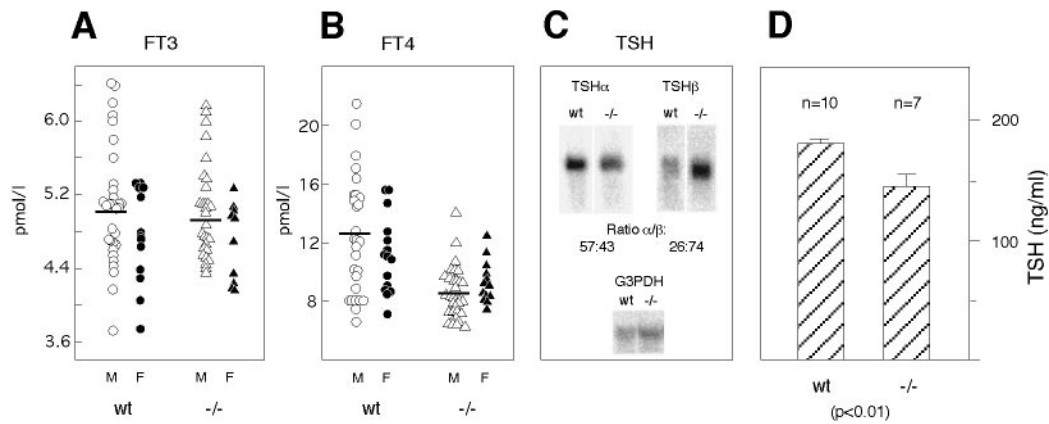 A
FT3
pmol/l
6.0
5.2
4.4
3.6
M F M F
wt -/-
B
FT4
pmol/l
20
16
12
8
M F M F
wt -/-
C
TSH
TSHα TSHβ
wt -/- wt -/-
Ratio α/β:
57:43 26:74
G3PDH
wt -/-
D
n=10 n=7
200
100
TSH (ng/ml)
wt -/-
(p<0.01)